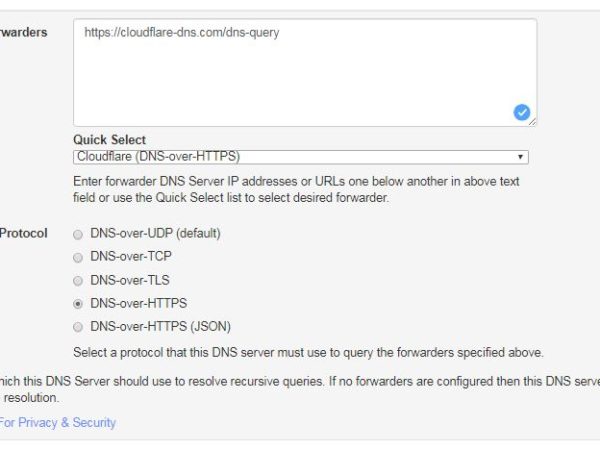 rwarders
https://cloudflare-dns.com/dns-query
Quick Select
Cloudflare (DNS-over-HTTPS)
Enter forwarder DNS Server IP addresses or URLs one below another in above text
field or use the Quick Select list to select desired forwarder.
Protocol
DNS-over-UDP (default)
DNS-over-TCP
DNS-over-TLS
DNS-over-HTTPS
DNS-over-HTTPS (JSON)
Select a protocol that this DNS server must use to query the forwarders specified above.
hich this DNS Server should use to resolve recursive queries. If no forwarders are configured then this DNS serve
resolution.
For Privacy & Security